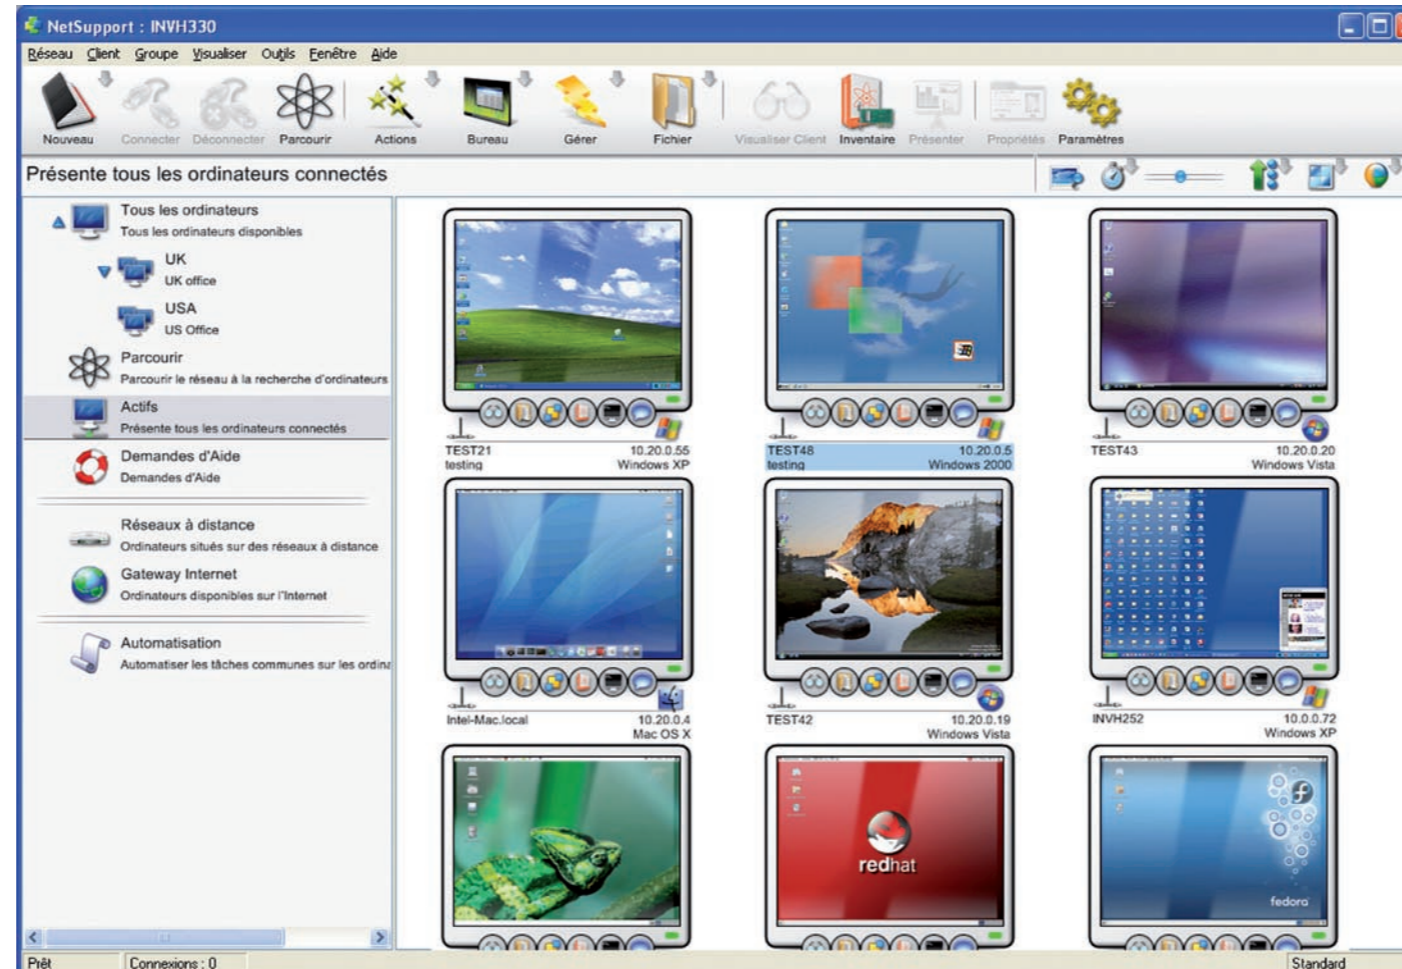 NetSupport : INVH330
Réseau Client Groupe Visualiser Outils Fenêtre Aide
Nouveau Connecter Déconnecter Parcourir Actions Bureau Gérer Fichier Visualiser Client Inventaire Présenter Propriétés Paramètres
Présente tous les ordinateurs connectés
Tous les ordinateurs
Tous les ordinateurs disponibles
UK
UK office
USA
US Office
Parcourir
Parcourir le réseau à la recherche d'ordinateurs
Actifs
Présente tous les ordinateurs connectés
Demandes d'Aide
Demandes d'Aide
Réseaux à distance
Ordinateurs situés sur des réseaux à distance
Gateway Internet
Ordinateurs disponibles sur l'Internet
Automatisation
Automatiser les tâches communes sur les ordina
TEST21 10.20.0.55
testing Windows XP
TEST48 10.20.0.5
testing Windows 2000
TEST43 10.20.0.20
Windows Vista
Intel-Mac.local 10.20.0.4
Mac OS X
TEST42 10.20.0.19
Windows Vista
INVH252 10.0.0.72
Windows XP
redhat
fedora
Prêt Connexions : 0 Standard